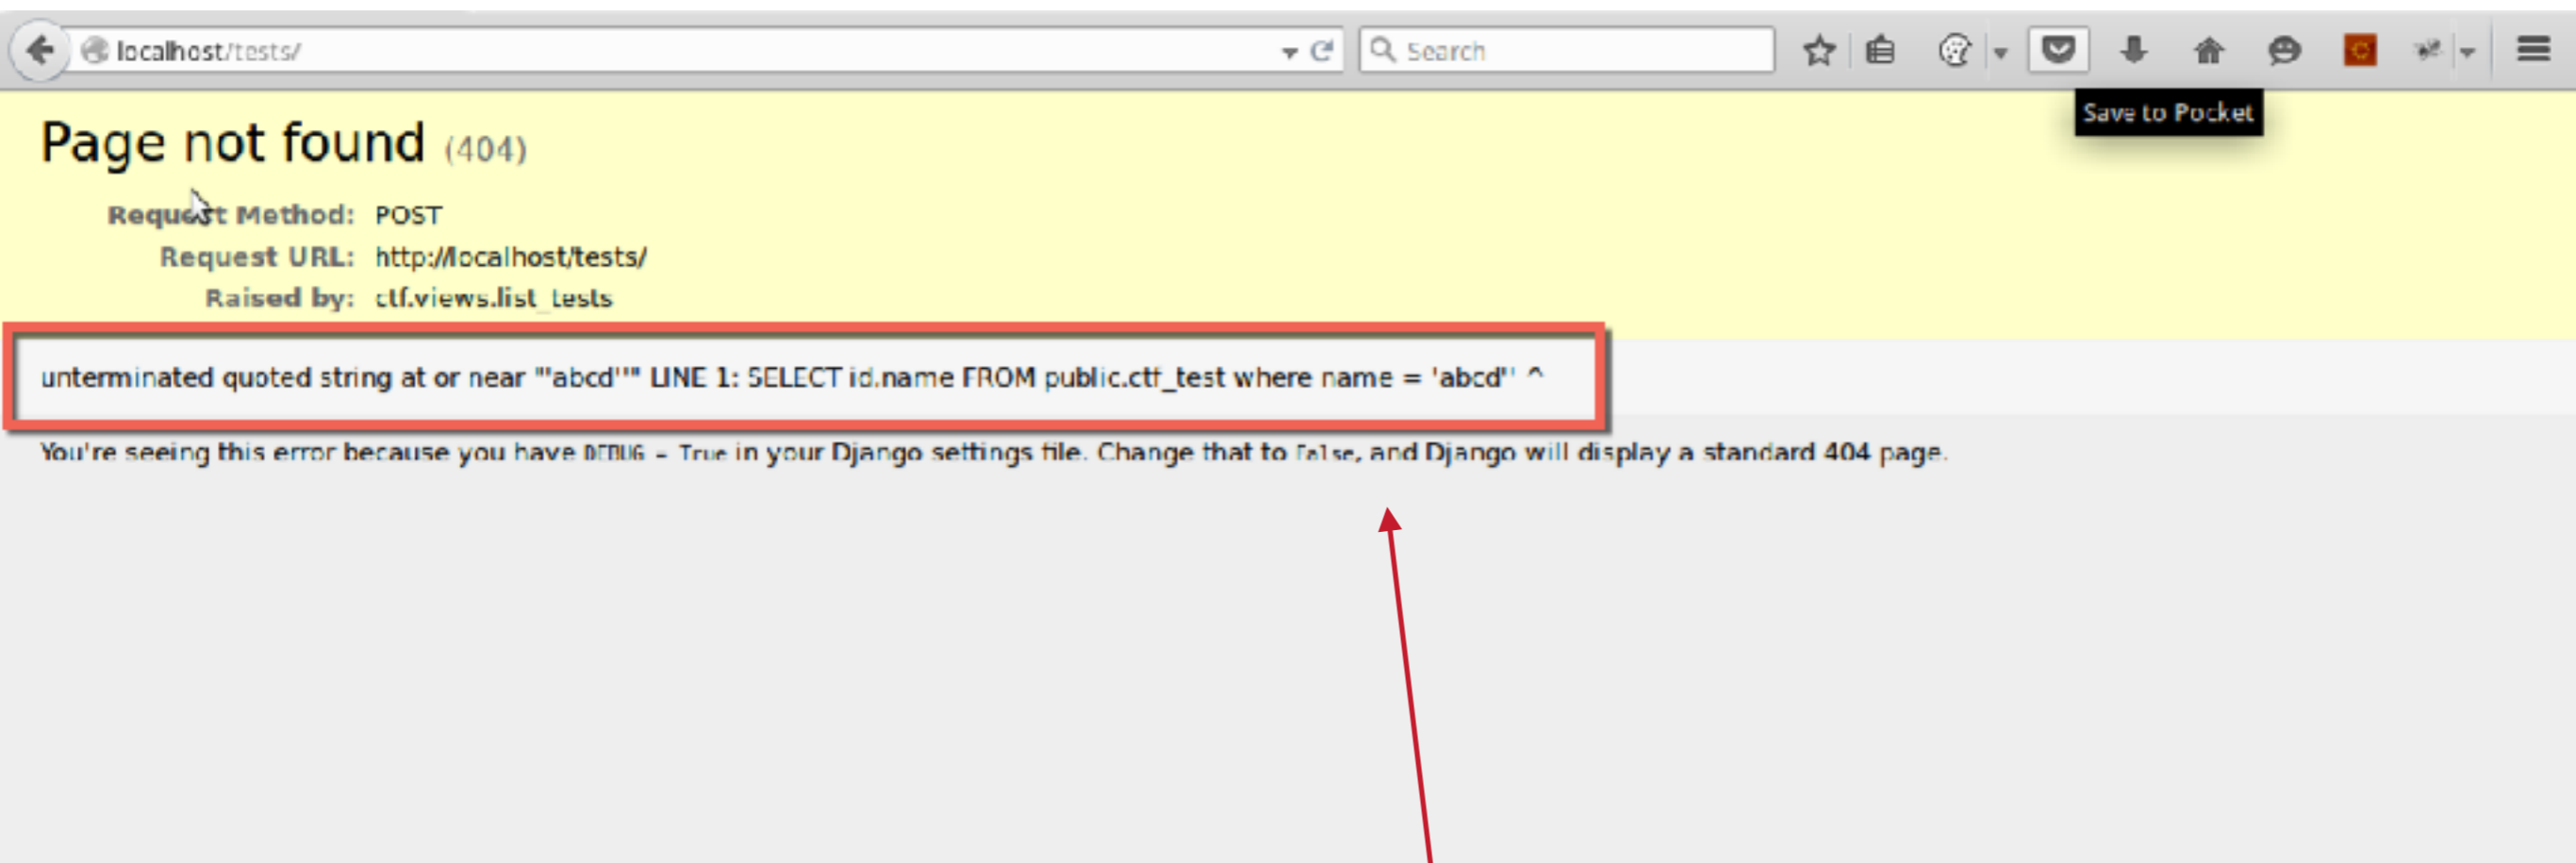 localhost/tests/
Search
Save to Pocket
Page not found (404)
Request Method: POST
Request URL: http://localhost/tests/
Raised by: ctf.views.list_tests
unterminated quoted string at or near "'abcd''" LINE 1: SELECT id,name FROM public.ctf_test where name = 'abcd'' ^
You're seeing this error because you have DEBUG = True in your Django settings file. Change that to False, and Django will display a standard 404 page.